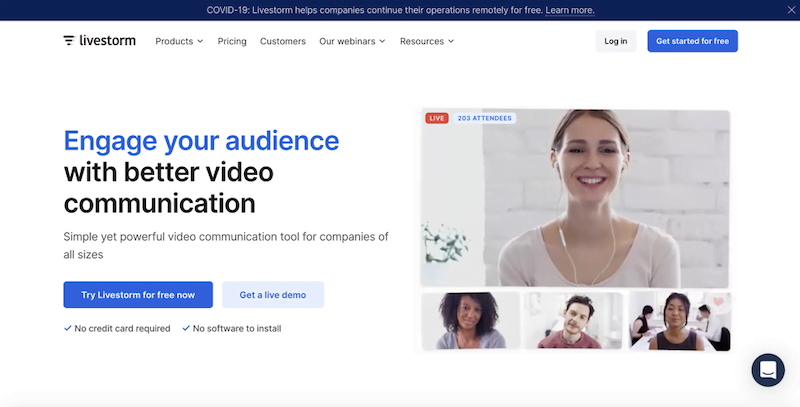 COVID-19: Livestorm helps companies continue their operations remotely for free. Learn more.
livestorm
Products
Pricing
Customers
Our webinars
Resources
Log in
Get started for free
LIVE
203 ATTENDEES
Engage your audience
with better video
communication
Simple yet powerful video communication tool for companies of
all sizes
Try Livestorm for free now
Get a live demo
No credit card required
No software to install